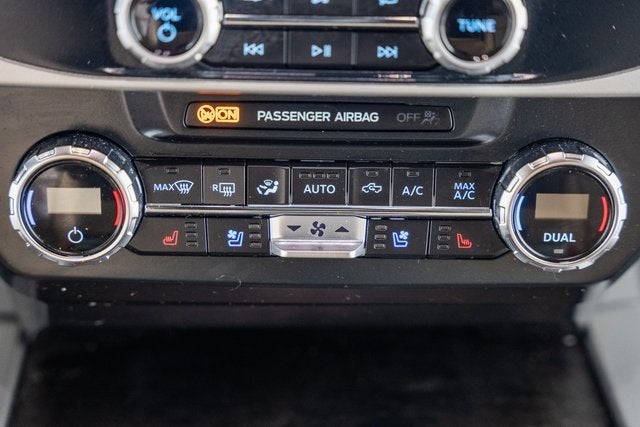 VOL TUNE
ON PASSENGER AIRBAG OFF
MAX R AUTO A/C MAX A/C
DUAL